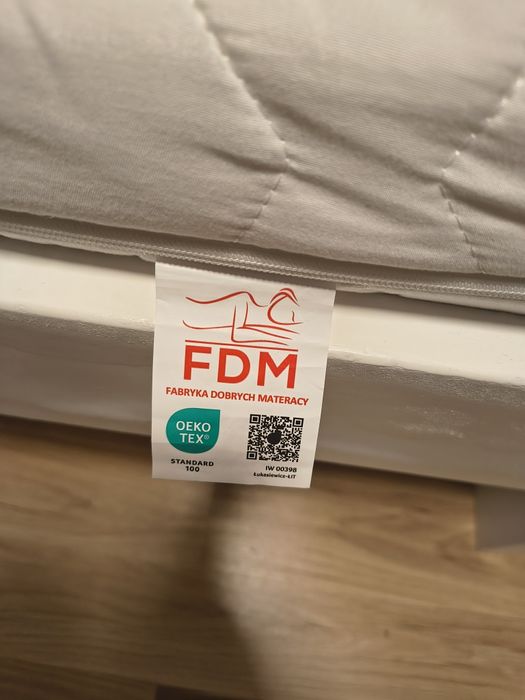 FDM
FABRYKA DOBRYCH MATERACY
OEKO
TEX®
STANDARD
100
IW 00398
Łukasiewicz-ŁIT